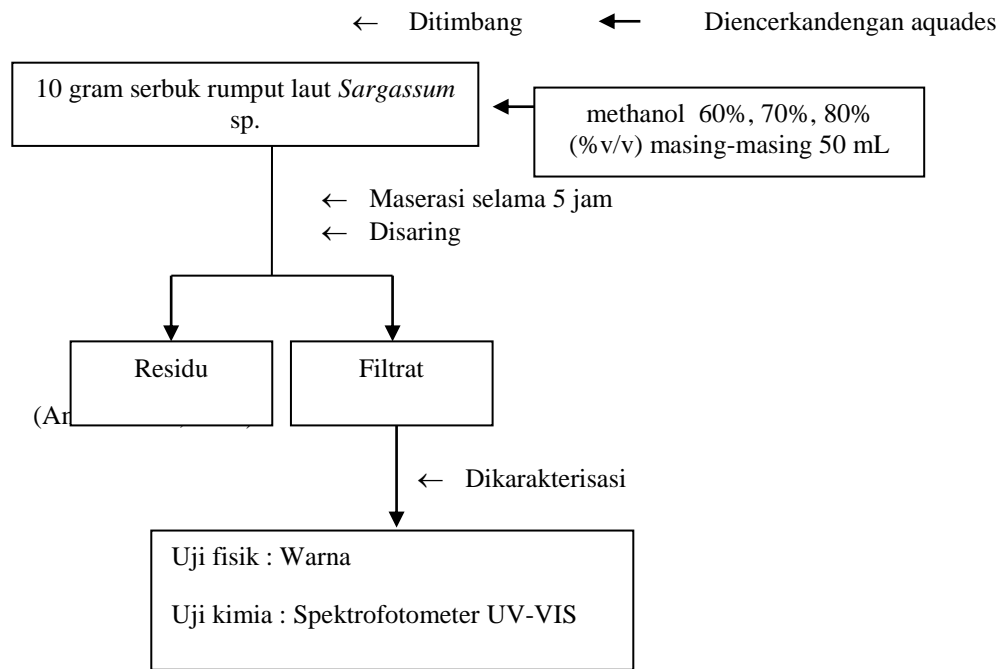 ← Ditimbang
← Diencerkandengan aquades
10 gram serbuk rumput laut Sargassum
sp.
methanol 60%, 70%, 80%
(%v/v) masing-masing 50 mL
← Maserasi selama 5 jam
← Disaring
Residu
Filtrat
← Dikarakterisasi
Uji fisik : Warna
Uji kimia : Spektrofotometer UV-VIS